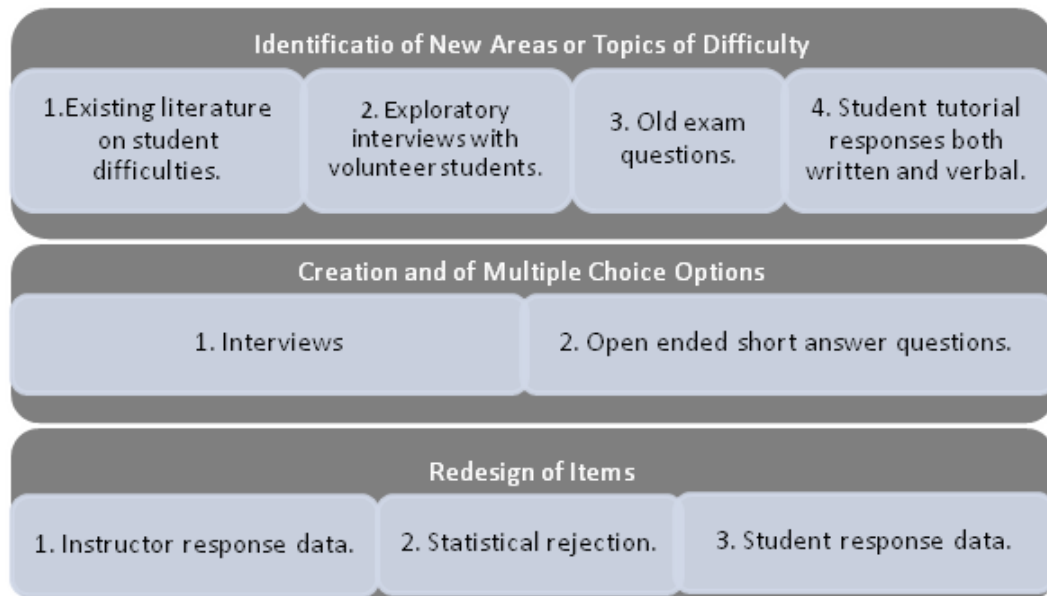 Identificatio of New Areas or Topics of Difficulty
1.Existing literature
on student
difficulties.
2. Exploratory
interviews with
volunteer students.
3. Old exam
questions.
4. Student tutorial
responses both
written and verbal.
Creation and of Multiple Choice Options
1. Interviews
2. Open ended short answer questions.
Redesign of Items
1. Instructor response data.
2. Statistical rejection.
3. Student response data.